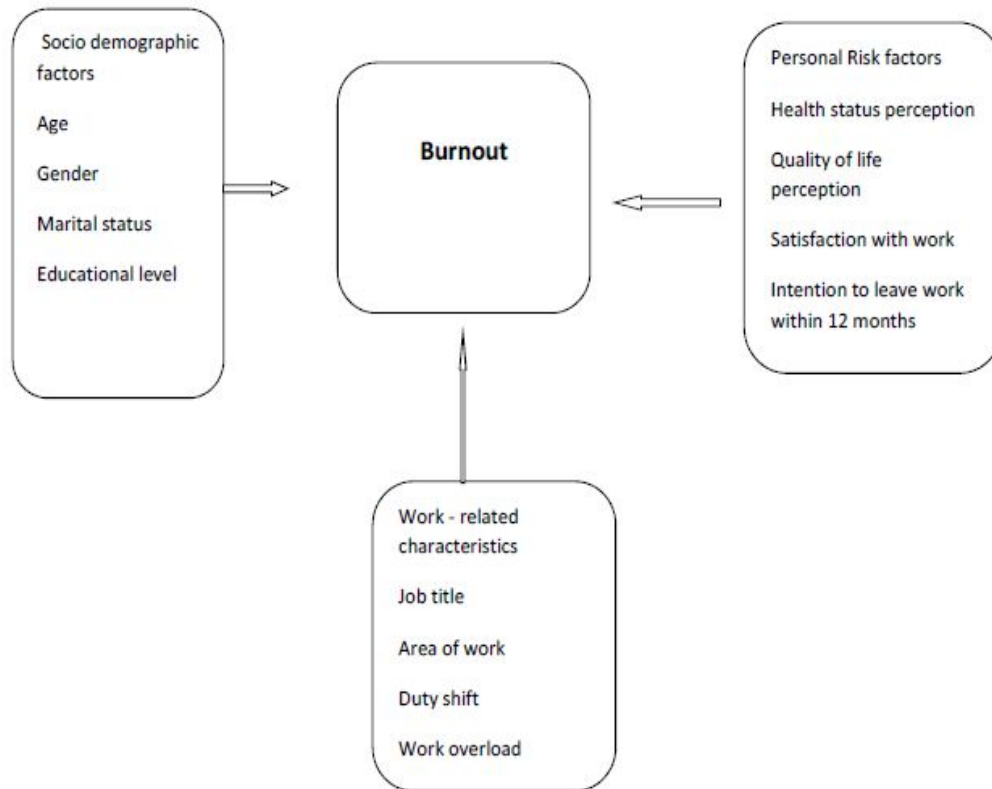 Socio demographic
factors
Age
Gender
Marital status
Educational level
Burnout
Personal Risk factors
Health status perception
Quality of life
perception
Satisfaction with work
Intention to leave work
within 12 months
Work - related
characteristics
Job title
Area of work
Duty shift
Work overload